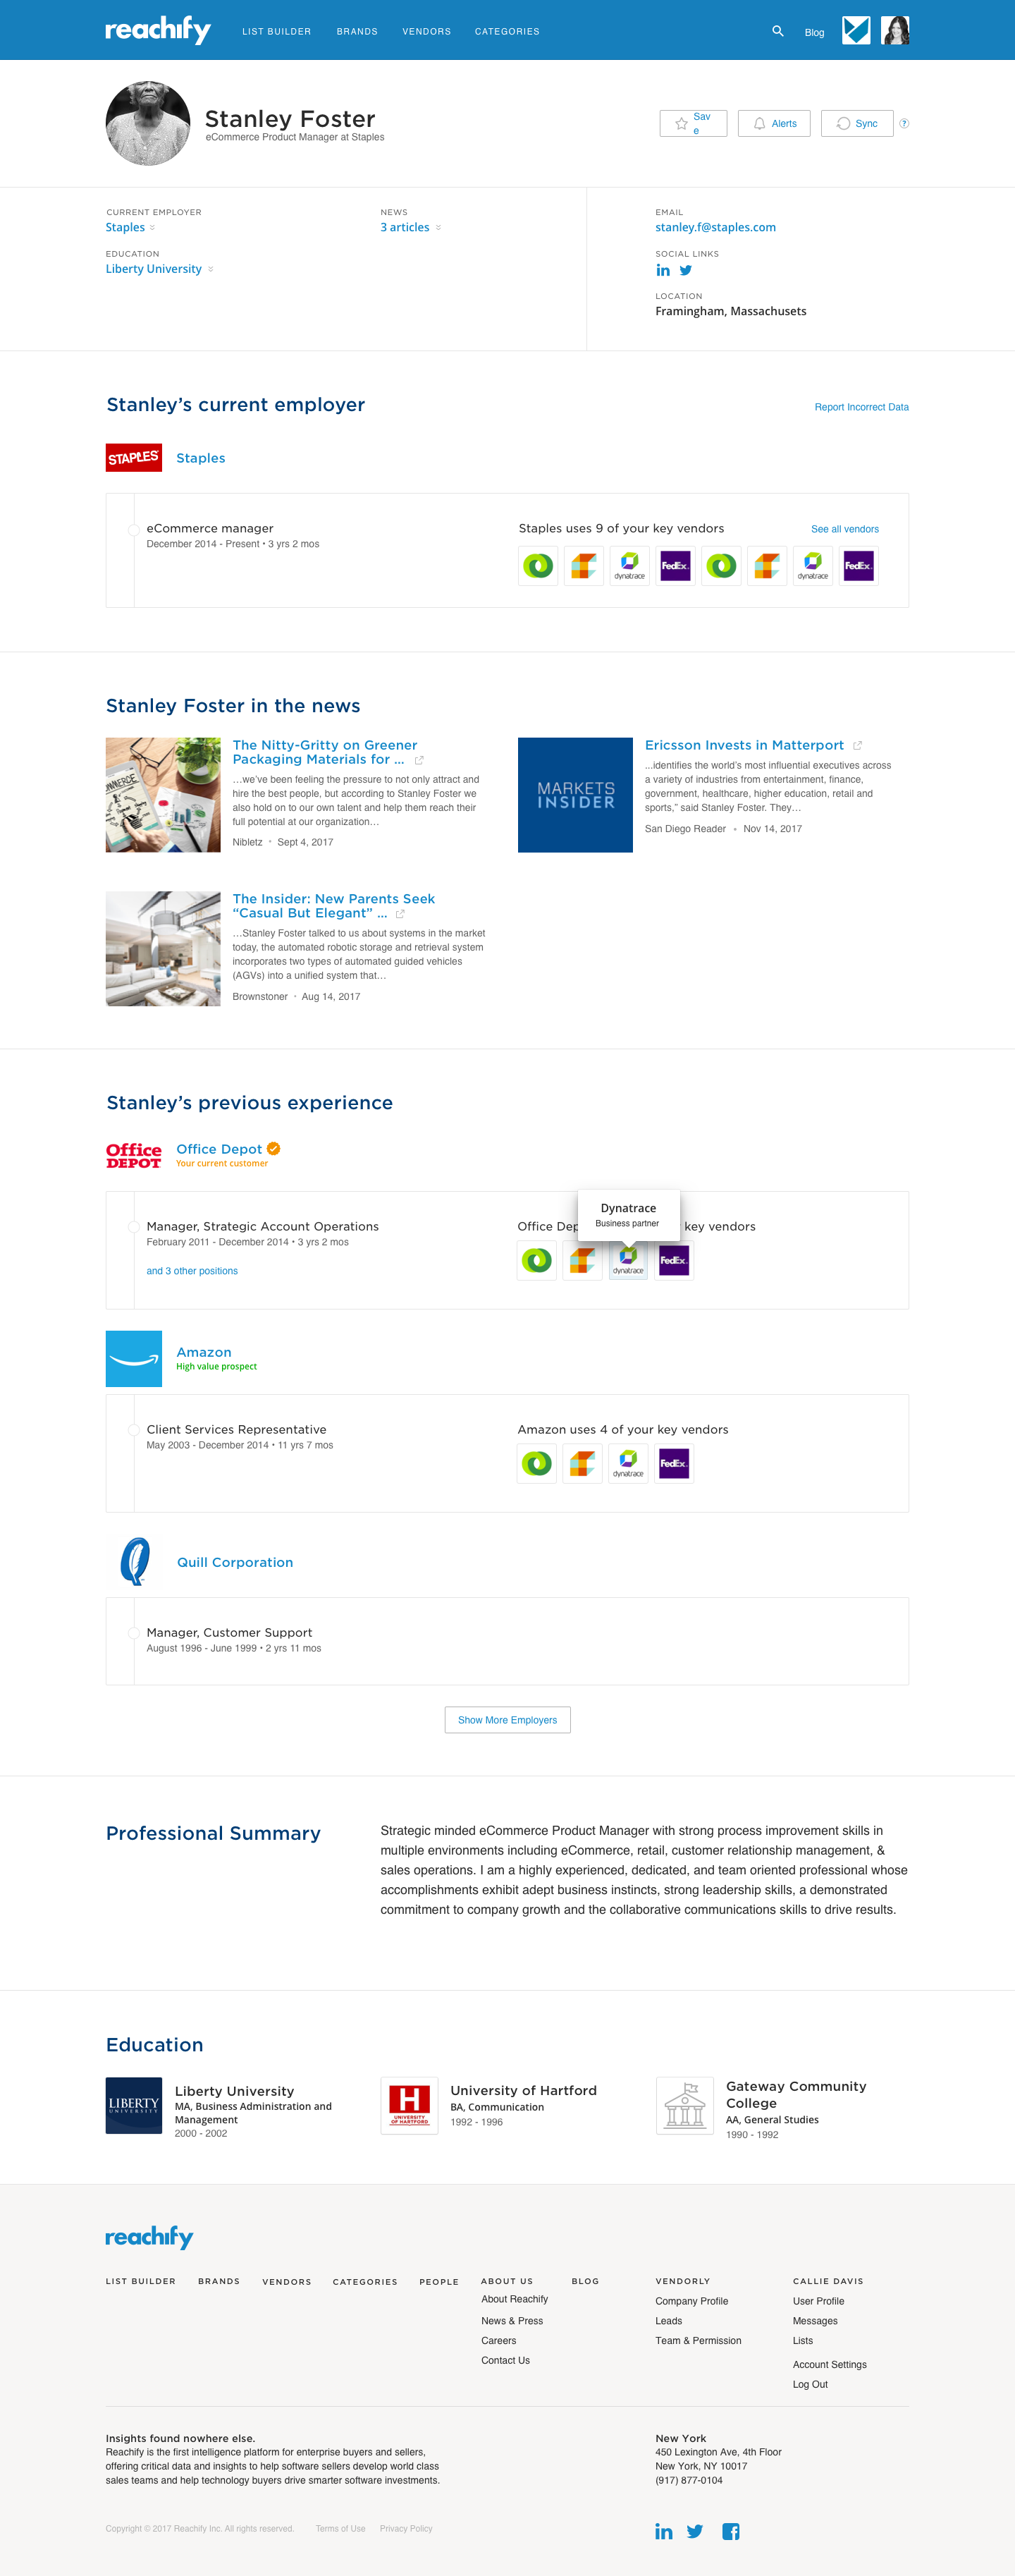 reachify
LIST BUILDER BRANDS VENDORS CATEGORIES
Blog
Stanley Foster
eCommerce Product Manager at Staples
Sav
e
Alerts
Sync
?
CURRENT EMPLOYER
Staples
EDUCATION
Liberty University
NEWS
3 articles
EMAIL
stanley.f@staples.com
SOCIAL LINKS
in
LOCATION
Framingham, Massachusets
Stanley’s current employer
Report Incorrect Data
STAPLES
Staples
eCommerce manager
December 2014 - Present • 3 yrs 2 mos
Staples uses 9 of your key vendors
See all vendors
dynatrace
FedEx
dynatrace
FedEx
Stanley Foster in the news
The Nitty-Gritty on Greener
Packaging Materials for ...
…we’ve been feeling the pressure to not only attract and
hire the best people, but according to Stanley Foster we
also hold on to our own talent and help them reach their
full potential at our organization…
Nibletz • Sept 4, 2017
MARKETS
INSIDER
Ericsson Invests in Matterport
...identifies the world’s most influential executives across
a variety of industries from entertainment, finance,
government, healthcare, higher education, retail and
sports,” said Stanley Foster. They…
San Diego Reader • Nov 14, 2017
The Insider: New Parents Seek
“Casual But Elegant” ...
…Stanley Foster talked to us about systems in the market
today, the automated robotic storage and retrieval system
incorporates two types of automated guided vehicles
(AGVs) into a unified system that…
Brownstoner • Aug 14, 2017
Stanley’s previous experience
Office
DEPOT
Office Depot
Your current customer
Manager, Strategic Account Operations
February 2011 - December 2014 • 3 yrs 2 mos
and 3 other positions
Dynatrace
Business partner
Office Dep
key vendors
dynatrace
FedEx
Amazon
High value prospect
Client Services Representative
May 2003 - December 2014 • 11 yrs 7 mos
Amazon uses 4 of your key vendors
dynatrace
FedEx
Quill Corporation
Manager, Customer Support
August 1996 - June 1999 • 2 yrs 11 mos
Show More Employers
Professional Summary
Strategic minded eCommerce Product Manager with strong process improvement skills in
multiple environments including eCommerce, retail, customer relationship management, &
sales operations. I am a highly experienced, dedicated, and team oriented professional whose
accomplishments exhibit adept business instincts, strong leadership skills, a demonstrated
commitment to company growth and the collaborative communications skills to drive results.
Education
LIBERTY
UNIVERSITY
Liberty University
MA, Business Administration and
Management
2000 - 2002
H
UNIVERSITY
OF HARTFORD
University of Hartford
BA, Communication
1992 - 1996
Gateway Community
College
AA, General Studies
1990 - 1992
reachify
LIST BUILDER BRANDS VENDORS CATEGORIES PEOPLE
ABOUT US
About Reachify
News & Press
Careers
Contact Us
BLOG
VENDORLY
Company Profile
Leads
Team & Permission
CALLIE DAVIS
User Profile
Messages
Lists
Account Settings
Log Out
Insights found nowhere else.
Reachify is the first intelligence platform for enterprise buyers and sellers,
offering critical data and insights to help software sellers develop world class
sales teams and help technology buyers drive smarter software investments.
New York
450 Lexington Ave, 4th Floor
New York, NY 10017
(917) 877-0104
Copyright © 2017 Reachify Inc. All rights reserved. Terms of Use Privacy Policy
in